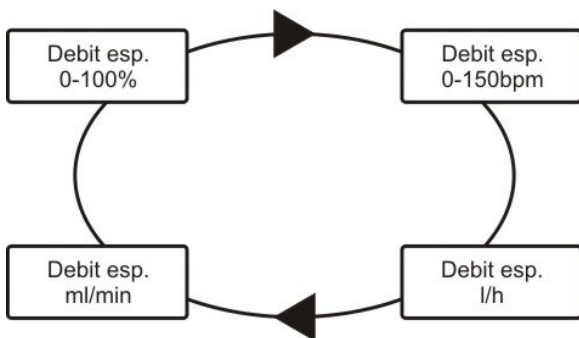 Debit esp.
0-100%
Debit esp.
0-150bpm
Debit esp.
ml/min
Debit esp.
l/h